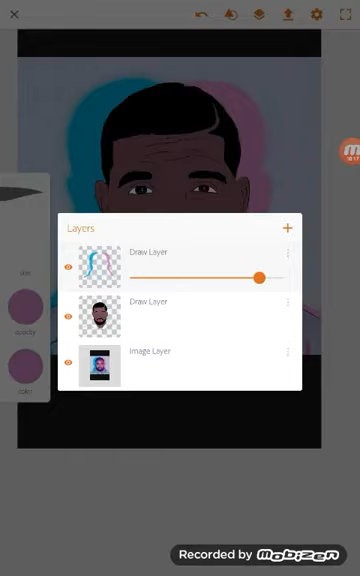 Layers
Draw Layer
Draw Layer
Image Layer
size
opacity
color
Recorded by mobizen